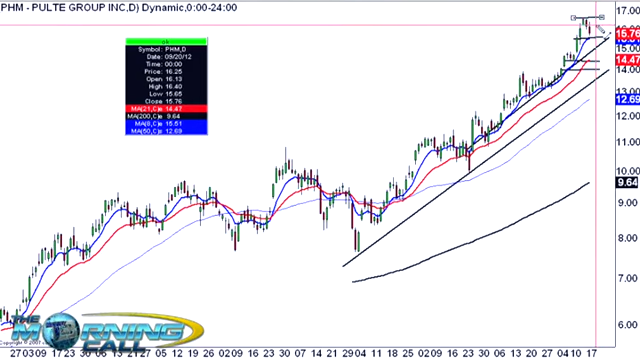 PHM - PULTE GROUP INC,D) Dynamic,0:00-24:00
Symbol: PHM,D
Date: 09/20/12
Time: 00:00
Price: 16.25
Open 16.13
High 16.40
Low 15.65
Close 15.76
MA(21,C)= 14.47
MA(200,C)= 9.64
MA(8,C)= 15.51
MA(50,C)= 12.69
17.00
16.00
15.76
14.47
14.00
13.00
12.69
12.00
11.00
10.00
9.64
9.00
8.00
7.00
6.00
THE
MORNING
CALL